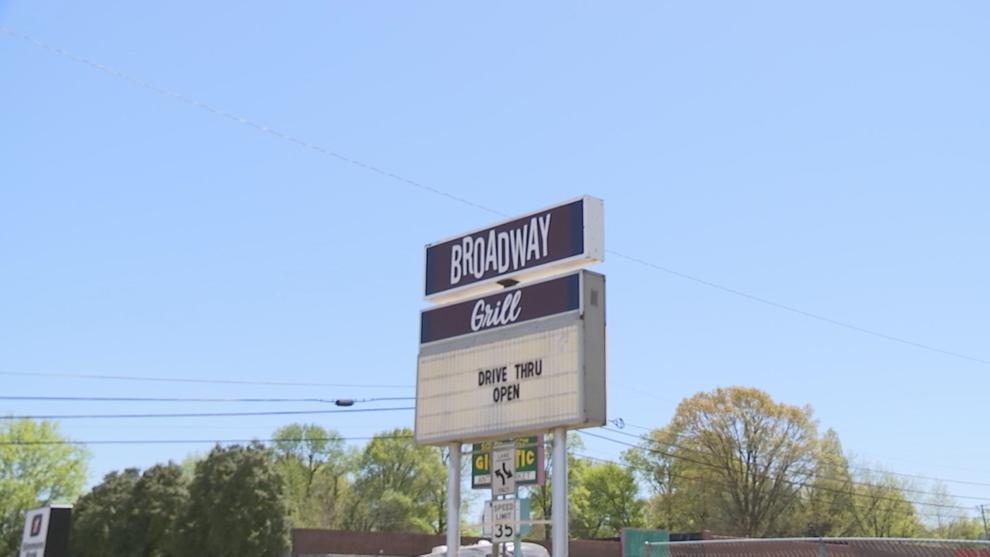 BROADWAY
Grill
DRIVE THRU
OPEN
SPEED
LIMIT
35